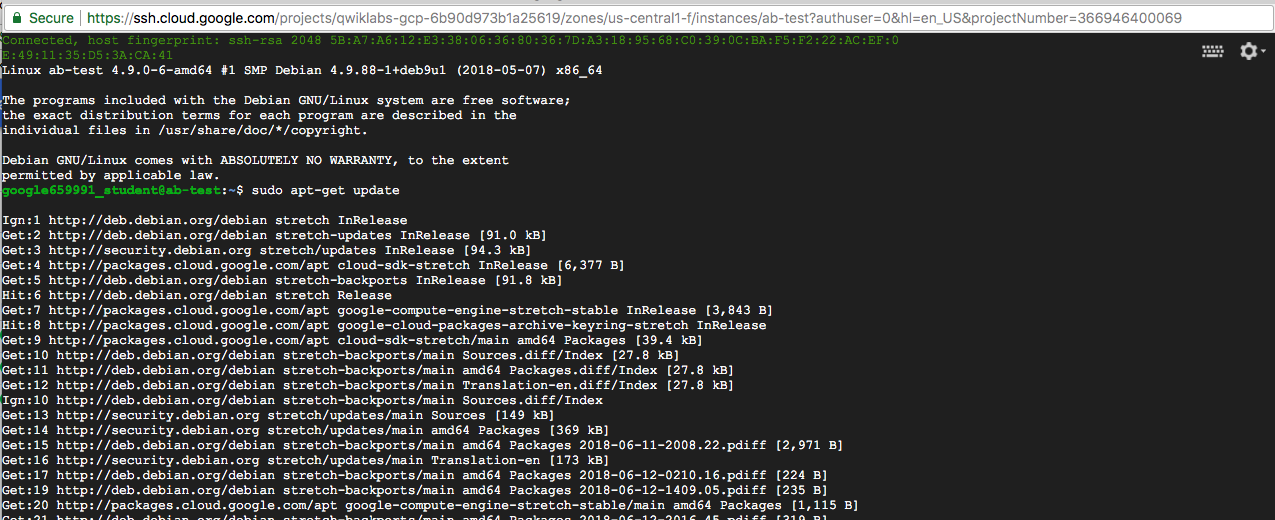 Secure https://ssh.cloud.google.com/projects/qwiklabs-gcp-6b90d973b1a25619/zones/us-central1-f/instances/ab-test?authuser=0&hl=en_US&projectNumber=366946400069
Connected, host fingerprint: ssh-rsa 2048 5B:A7:A6:12:E3:38:06:36:80:36:7D:A3:18:95:68:C0:39:0C:BA:F5:F2:22:AC:EF:0
E:49:11:35:D5:3A:CA:41
Linux ab-test 4.9.0-6-amd64 #1 SMP Debian 4.9.88-1+deb9u1 (2018-05-07) x86_64
The programs included with the Debian GNU/Linux system are free software;
the exact distribution terms for each program are described in the
individual files in /usr/share/doc/*/copyright.
Debian GNU/Linux comes with ABSOLUTELY NO WARRANTY, to the extent
permitted by applicable law.
google659991_student@ab-test:~$ sudo apt-get update
Ign:1 http://deb.debian.org/debian stretch InRelease
Get:2 http://deb.debian.org/debian stretch-updates InRelease [91.0 kB]
Get:3 http://security.debian.org stretch/updates InRelease [94.3 kB]
Get:4 http://packages.cloud.google.com/apt cloud-sdk-stretch InRelease [6,377 B]
Get:5 http://deb.debian.org/debian stretch-backports InRelease [91.8 kB]
Hit:6 http://deb.debian.org/debian stretch Release
Get:7 http://packages.cloud.google.com/apt google-compute-engine-stretch-stable InRelease [3,843 B]
Hit:8 http://packages.cloud.google.com/apt google-cloud-packages-archive-keyring-stretch InRelease
Get:9 http://packages.cloud.google.com/apt cloud-sdk-stretch/main amd64 Packages [39.4 kB]
Get:10 http://deb.debian.org/debian stretch-backports/main Sources.diff/Index [27.8 kB]
Get:11 http://deb.debian.org/debian stretch-backports/main amd64 Packages.diff/Index [27.8 kB]
Get:12 http://deb.debian.org/debian stretch-backports/main Translation-en.diff/Index [27.8 kB]
Ign:10 http://deb.debian.org/debian stretch-backports/main Sources.diff/Index
Get:13 http://security.debian.org stretch/updates/main Sources [149 kB]
Get:14 http://security.debian.org stretch/updates/main amd64 Packages [369 kB]
Get:15 http://deb.debian.org/debian stretch-backports/main amd64 Packages 2018-06-11-2008.22.pdiff [2,971 B]
Get:16 http://security.debian.org stretch/updates/main Translation-en [173 kB]
Get:17 http://deb.debian.org/debian stretch-backports/main amd64 Packages 2018-06-12-0210.16.pdiff [224 B]
Get:19 http://deb.debian.org/debian stretch-backports/main amd64 Packages 2018-06-12-1409.05.pdiff [235 B]
Get:20 http://packages.cloud.google.com/apt google-compute-engine-stretch-stable/main amd64 Packages [1,115 B]
Get:21 http://deb.debian.org/debian stretch-backports/main amd64 Packages 2018-06-12-2016.45.pdiff [319 B]